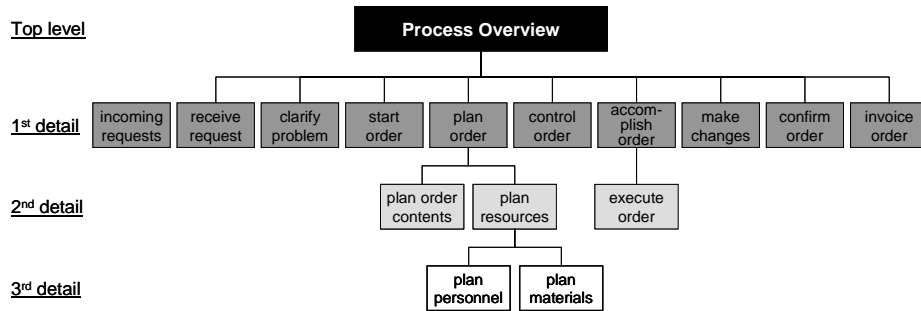 Top level
Process Overview
1st detail
incoming
requests
receive
request
clarify
problem
start
order
plan
order
control
order
accom-
plish
order
make
changes
confirm
order
invoice
order
2nd detail
plan order
contents
plan
resources
execute
order
3rd detail
plan
personnel
plan
materials